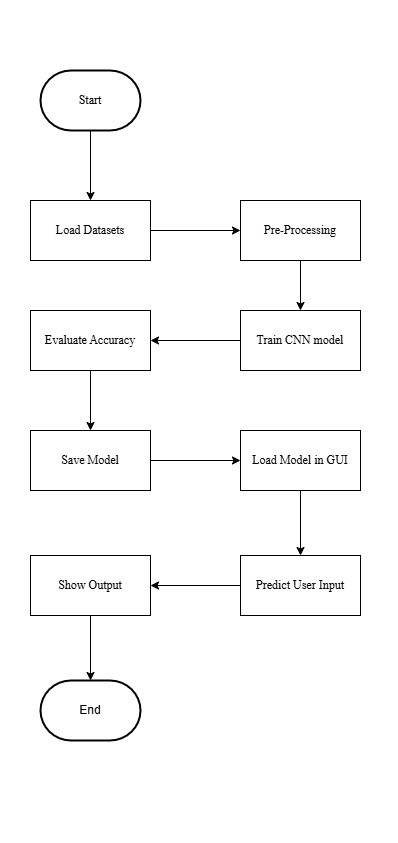 Start
Load Datasets
Pre-Processing
Train CNN model
Evaluate Accuracy
Save Model
Load Model in GUI
Predict User Input
Show Output
End